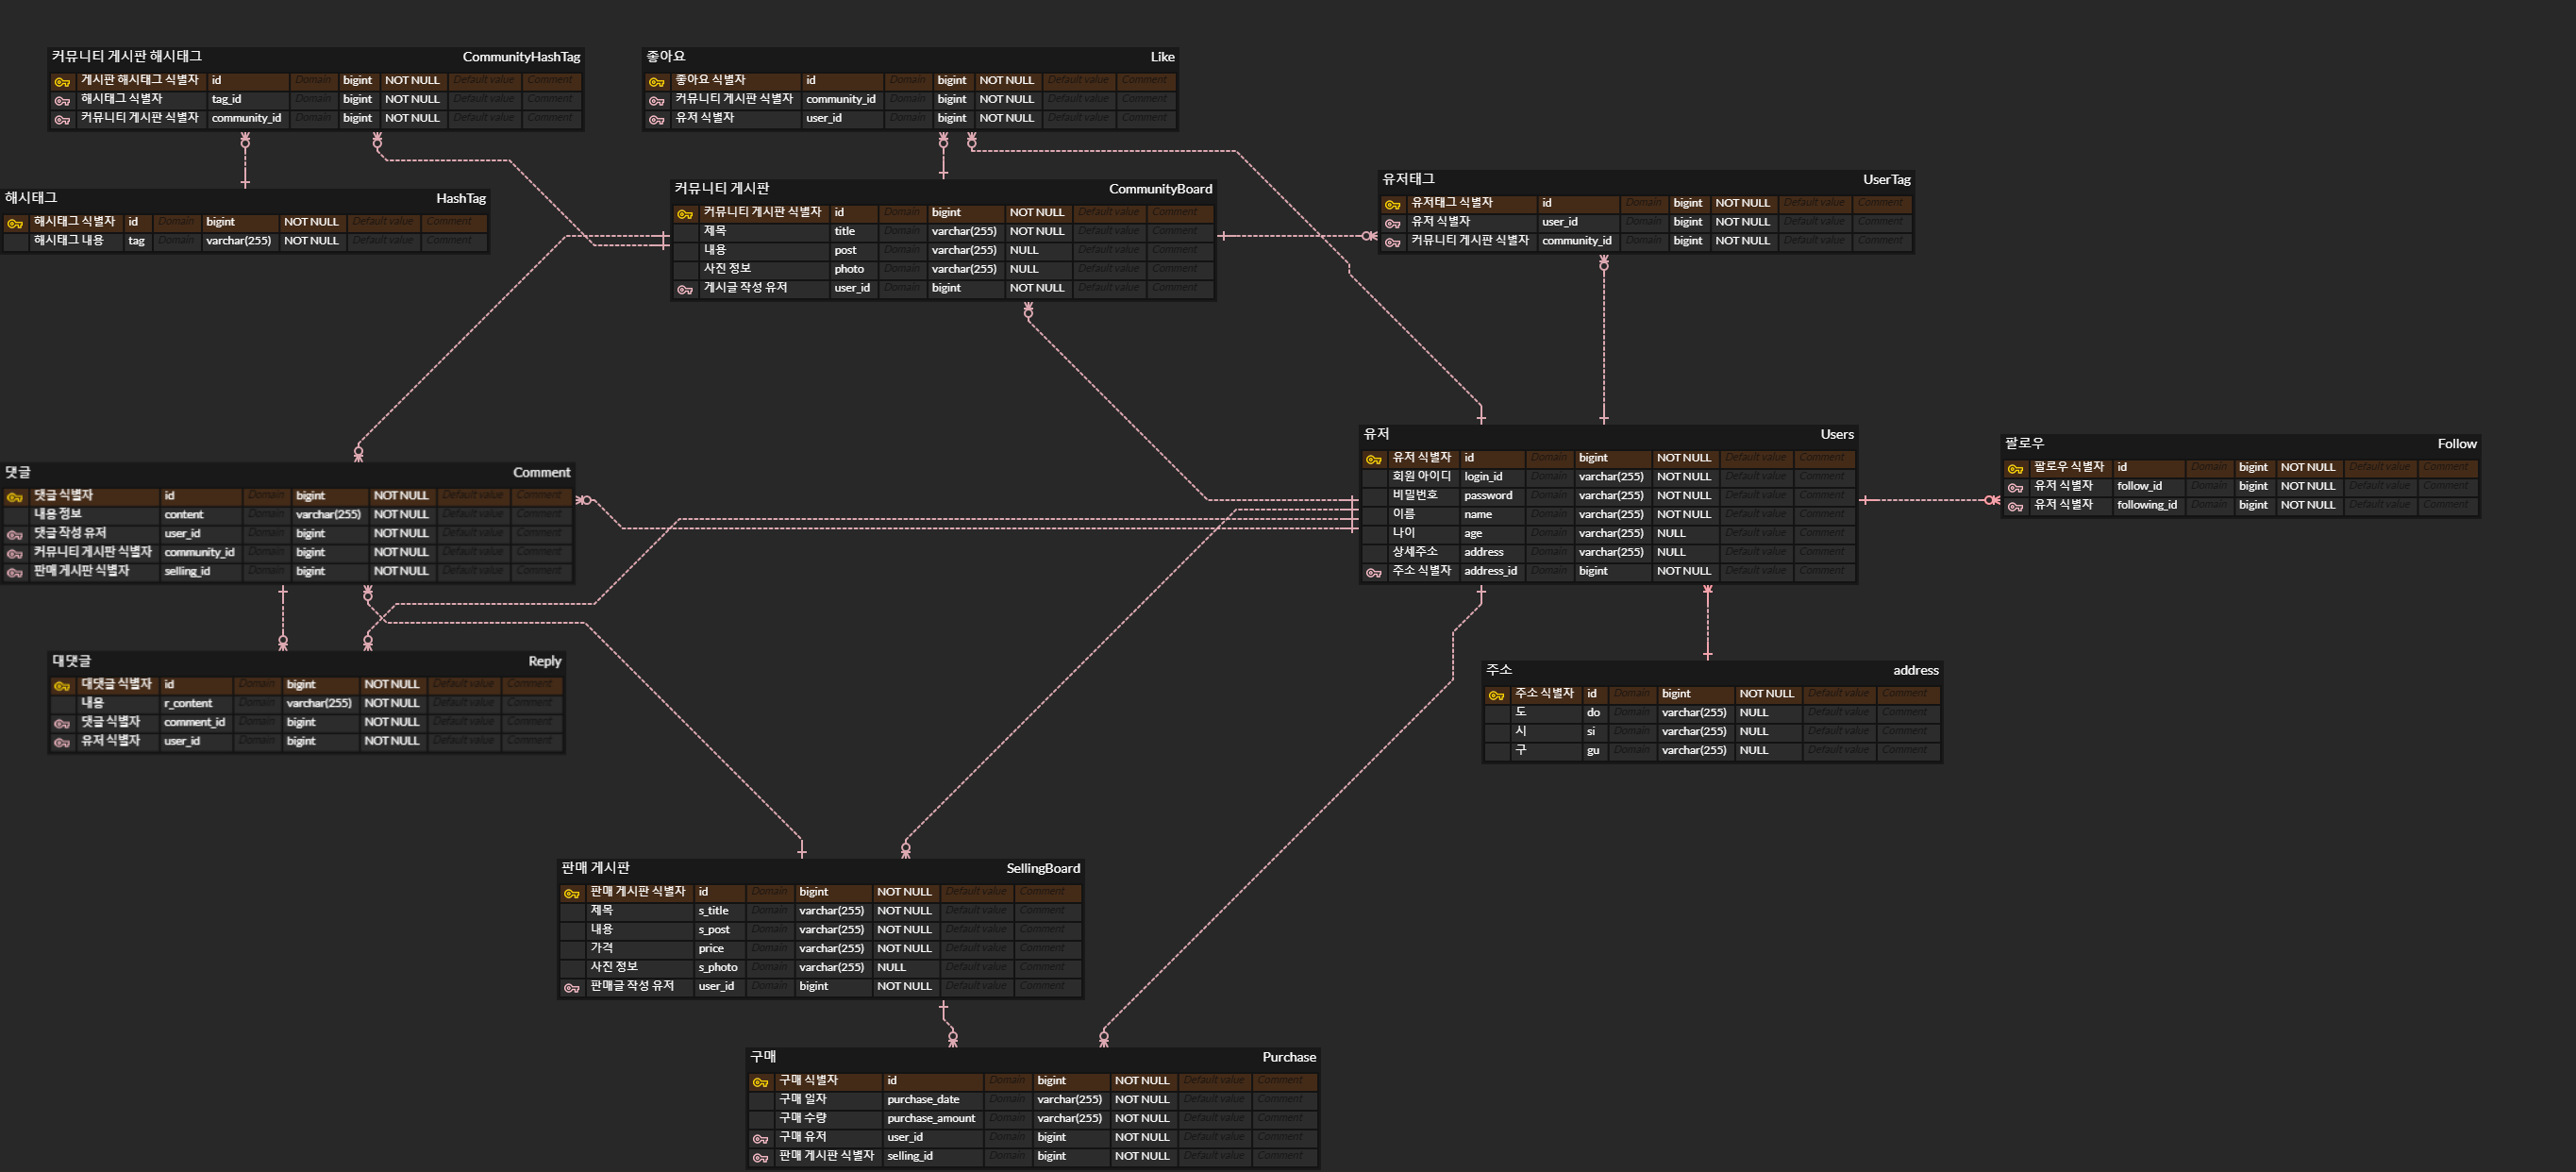 커뮤니티 게시판 해시태그 CommunityHashTag
게시판 해시태그 식별자 id Domain bigint NOT NULL Default value Comment
해시태그 식별자 tag_id Domain bigint NOT NULL Default value Comment
커뮤니티 게시판 식별자 community_id Domain bigint NOT NULL Default value Comment
좋아요 Like
좋아요 식별자 id Domain bigint NOT NULL Default value Comment
커뮤니티 게시판 식별자 community_id Domain bigint NOT NULL Default value Comment
유저 식별자 user_id Domain bigint NOT NULL Default value Comment
해시태그 HashTag
해시태그 식별자 id Domain bigint NOT NULL Default value Comment
해시태그 내용 tag Domain varchar(255) NOT NULL Default value Comment
커뮤니티 게시판 CommunityBoard
커뮤니티 게시판 식별자 id Domain bigint NOT NULL Default value Comment
제목 title Domain varchar(255) NOT NULL Default value Comment
내용 post Domain varchar(255) NULL Default value Comment
사진 정보 photo Domain varchar(255) NULL Default value Comment
게시글 작성 유저 user_id Domain bigint NOT NULL Default value Comment
유저태그 UserTag
유저태그 식별자 id Domain bigint NOT NULL Default value Comment
유저 식별자 user_id Domain bigint NOT NULL Default value Comment
커뮤니티 게시판 식별자 community_id Domain bigint NOT NULL Default value Comment
댓글 Comment
댓글 식별자 id Domain bigint NOT NULL Default value Comment
내용 정보 content Domain varchar(255) NOT NULL Default value Comment
댓글 작성 유저 user_id Domain bigint NOT NULL Default value Comment
커뮤니티 게시판 식별자 community_id Domain bigint NOT NULL Default value Comment
판매 게시판 식별자 selling_id Domain bigint NOT NULL Default value Comment
유저 Users
유저 식별자 id Domain bigint NOT NULL Default value Comment
회원 아이디 login_id Domain varchar(255) NOT NULL Default value Comment
비밀번호 password Domain varchar(255) NOT NULL Default value Comment
이름 name Domain varchar(255) NOT NULL Default value Comment
나이 age Domain varchar(255) NULL Default value Comment
상세주소 address Domain varchar(255) NULL Default value Comment
주소 식별자 address_id Domain bigint NOT NULL Default value Comment
팔로우 Follow
팔로우 식별자 id Domain bigint NOT NULL Default value Comment
유저 식별자 follow_id Domain bigint NOT NULL Default value Comment
유저 식별자 following_id Domain bigint NOT NULL Default value Comment
대댓글 Reply
대댓글 식별자 id Domain bigint NOT NULL Default value Comment
내용 r_content Domain varchar(255) NOT NULL Default value Comment
댓글 식별자 comment_id Domain bigint NOT NULL Default value Comment
유저 식별자 user_id Domain bigint NOT NULL Default value Comment
주소 address
주소 식별자 id Domain bigint NOT NULL Default value Comment
도 do Domain varchar(255) NULL Default value Comment
시 si Domain varchar(255) NULL Default value Comment
구 gu Domain varchar(255) NULL Default value Comment
판매 게시판 SellingBoard
판매 게시판 식별자 id Domain bigint NOT NULL Default value Comment
제목 s_title Domain varchar(255) NOT NULL Default value Comment
내용 s_post Domain varchar(255) NOT NULL Default value Comment
가격 price Domain varchar(255) NOT NULL Default value Comment
사진 정보 s_photo Domain varchar(255) NULL Default value Comment
판매글 작성 유저 user_id Domain bigint NOT NULL Default value Comment
구매 Purchase
구매 식별자 id Domain bigint NOT NULL Default value Comment
구매 일자 purchase_date Domain varchar(255) NOT NULL Default value Comment
구매 수량 purchase_amount Domain varchar(255) NOT NULL Default value Comment
구매 유저 user_id Domain bigint NOT NULL Default value Comment
판매 게시판 식별자 selling_id Domain bigint NOT NULL Default value Comment